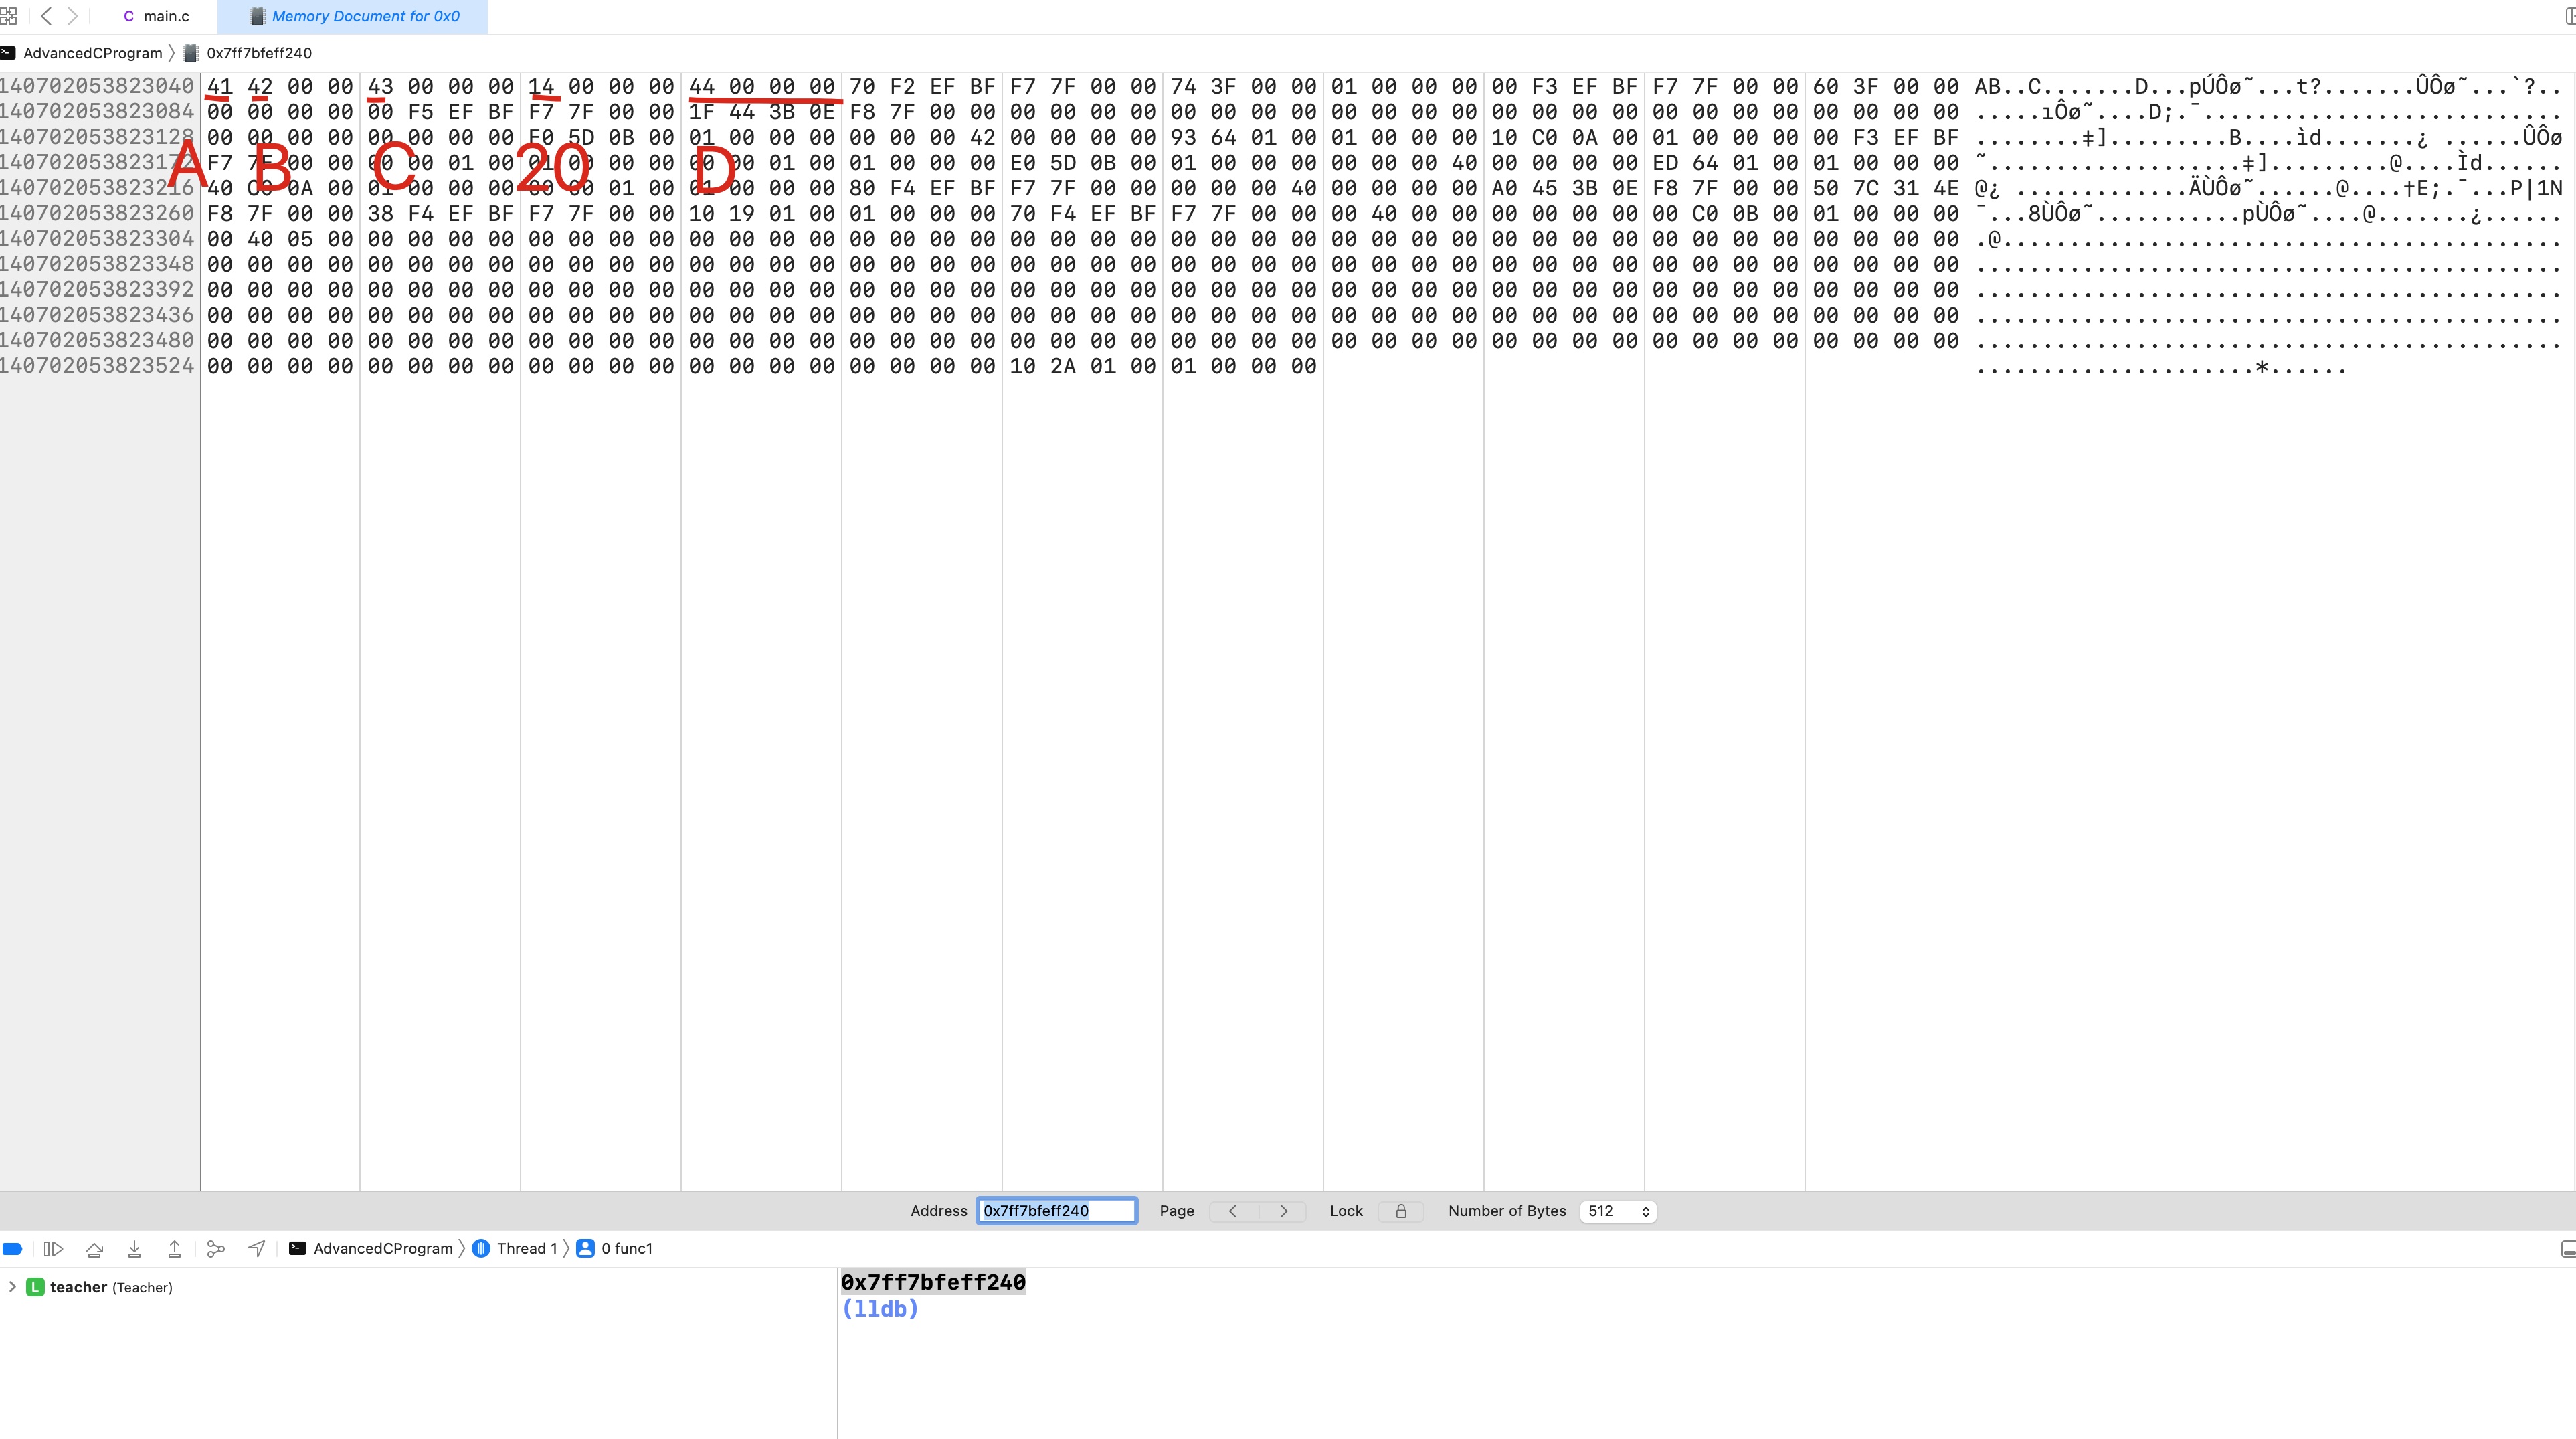 main.c Memory Document for 0x0
AdvancedCProgram 0x7ff7bfeff240
140702053823040 41 42 00 00 43 00 00 00 14 00 00 00 44 00 00 00 70 F2 EF BF F7 7F 00 00 74 3F 00 00 01 00 00 00 00 F3 EF BF F7 7F 00 00 60 3F 00 00 AB..C.......D...pÚÔø˜...t?.......ÛÔø˜...`?..
140702053823084 00 00 00 00 00 F5 EF BF F7 7F 00 00 1F 44 3B 0E F8 7F 00 00 00 00 00 00 00 00 00 00 00 00 00 00 00 00 00 00 00 00 00 00 00 00 00 00 .....ıÔø˜....D;.¯..........................
140702053823128 00 00 00 00 00 00 00 00 E0 5D 0B 00 01 00 00 00 00 00 00 42 00 00 00 00 93 64 01 00 01 00 00 00 10 C0 0A 00 01 00 00 00 00 F3 EF BF ........‡].......B....ìd.......¿ ......ÛÔø
140702053823172 F7 7F 00 00 00 00 01 00 01 00 00 00 00 00 01 00 01 00 00 00 E0 5D 0B 00 01 00 00 00 00 00 00 40 00 00 00 00 ED 64 01 00 01 00 00 00 ˜...................‡].......@....Ìd......
A B C 20 D
140702053823216 40 C0 0A 00 01 00 00 00 00 00 01 00 01 00 00 00 80 F4 EF BF F7 7F 00 00 00 00 00 40 00 00 00 00 A0 45 3B 0E F8 7F 00 00 50 7C 31 4E @¿ .............ÄÙÔø˜......@....†E;.¯...P|1N
140702053823260 F8 7F 00 00 38 F4 EF BF F7 7F 00 00 10 19 01 00 01 00 00 00 70 F4 EF BF F7 7F 00 00 00 40 00 00 00 00 00 00 00 C0 0B 00 01 00 00 00 ¯...8ÙÔø˜...........pÙÔø˜....@.......¿......
140702053823304 00 40 05 00 00 00 00 00 00 00 00 00 00 00 00 00 00 00 00 00 00 00 00 00 00 00 00 00 00 00 00 00 00 00 00 00 00 00 00 00 00 00 00 00 .@..........................................
140702053823348 00 00 00 00 00 00 00 00 00 00 00 00 00 00 00 00 00 00 00 00 00 00 00 00 00 00 00 00 00 00 00 00 00 00 00 00 00 00 00 00 00 00 00 00 ............................................
140702053823392 00 00 00 00 00 00 00 00 00 00 00 00 00 00 00 00 00 00 00 00 00 00 00 00 00 00 00 00 00 00 00 00 00 00 00 00 00 00 00 00 00 00 00 00 ............................................
140702053823436 00 00 00 00 00 00 00 00 00 00 00 00 00 00 00 00 00 00 00 00 00 00 00 00 00 00 00 00 00 00 00 00 00 00 00 00 00 00 00 00 00 00 00 00 ............................................
140702053823480 00 00 00 00 00 00 00 00 00 00 00 00 00 00 00 00 00 00 00 00 00 00 00 00 00 00 00 00 00 00 00 00 00 00 00 00 00 00 00 00 00 00 00 00 ............................................
140702053823524 00 00 00 00 00 00 00 00 00 00 00 00 00 00 00 00 00 00 00 00 10 2A 01 00 01 00 00 00 .....................*......
Address 0x7ff7bfeff240 Page Lock Number of Bytes 512
AdvancedCProgram Thread 1 0 func1
L teacher (Teacher)
0x7ff7bfeff240
(lldb)